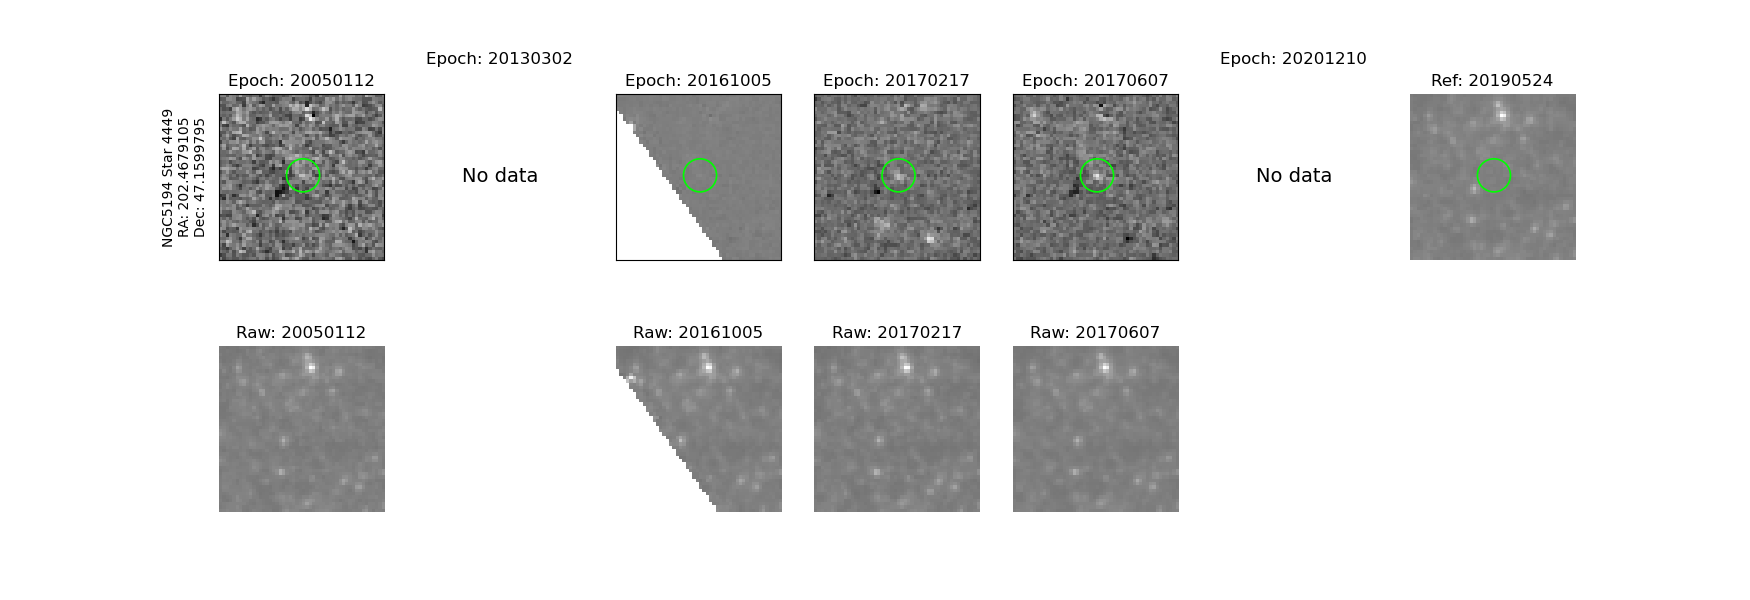 Epoch: 20130302
Epoch: 20201210
Epoch: 20050112
Epoch: 20161005
Epoch: 20170217
Epoch: 20170607
Ref: 20190524
NGC5194 Star 4449
RA: 202.4679105
Dec: 47.1599795
No data
No data
Raw: 20050112
Raw: 20161005
Raw: 20170217
Raw: 20170607